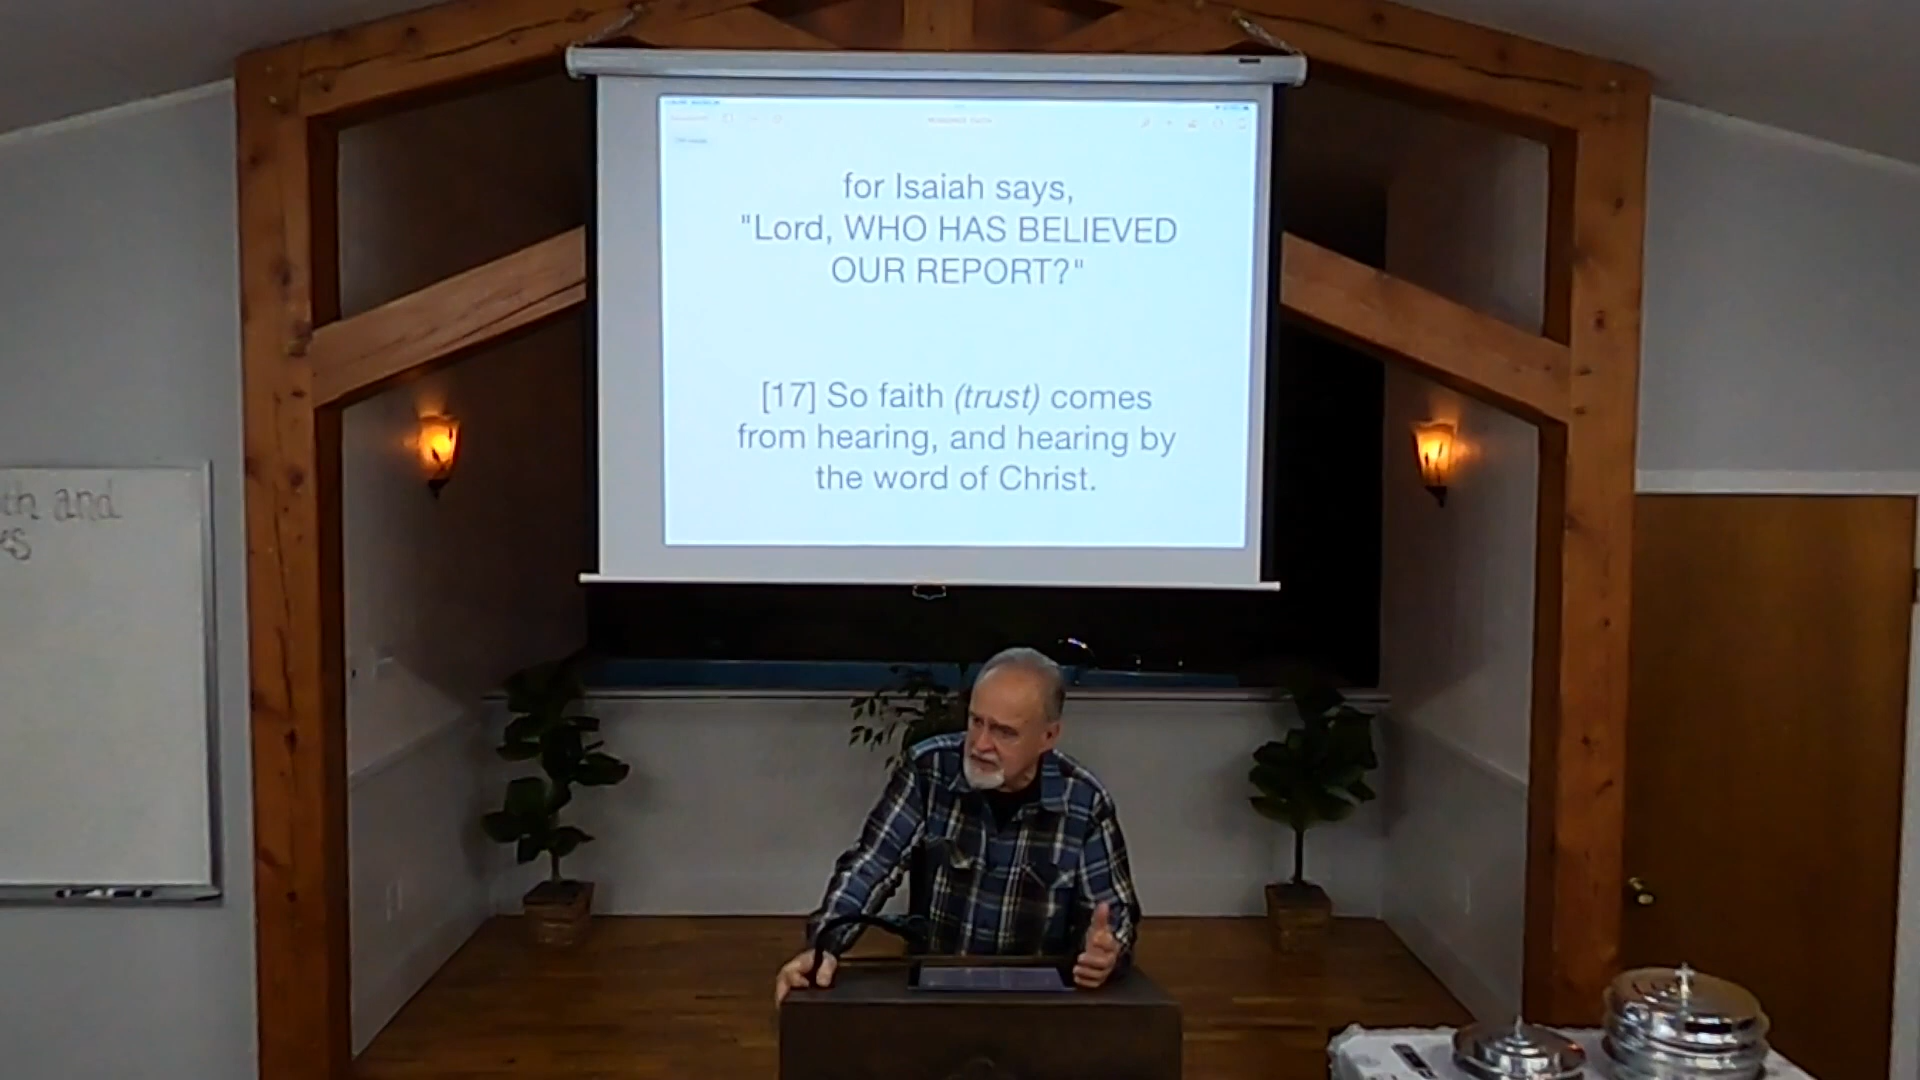 for Isaiah says,
"Lord, WHO HAS BELIEVED
OUR REPORT?"
[17] So faith (trust) comes
from hearing, and hearing by
the word of Christ.
and